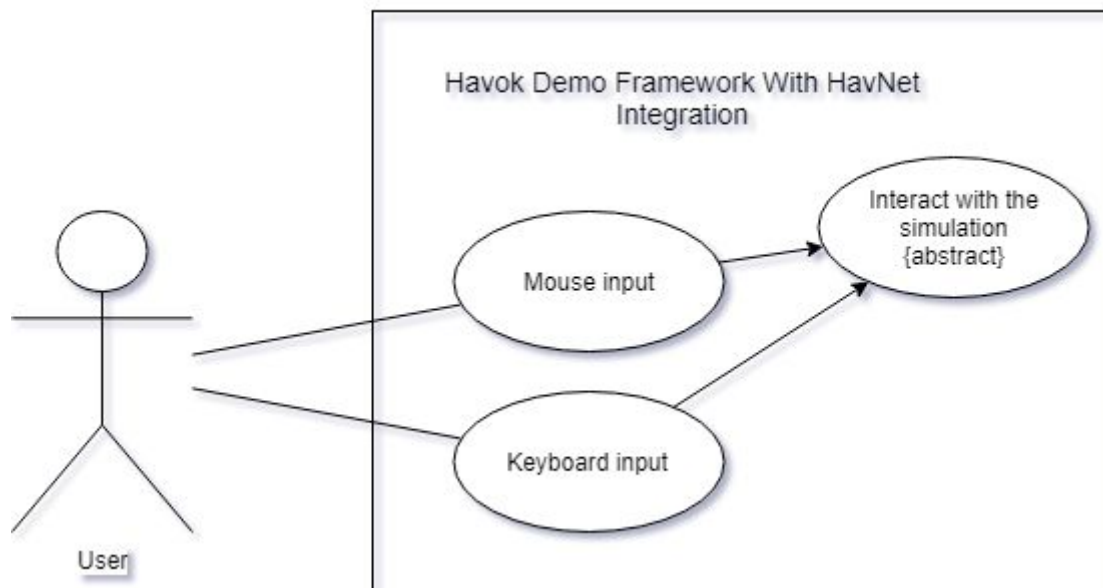 Havok Demo Framework With HavNet
Integration
Interact with the
simulation
{abstract}
Mouse input
Keyboard input
User